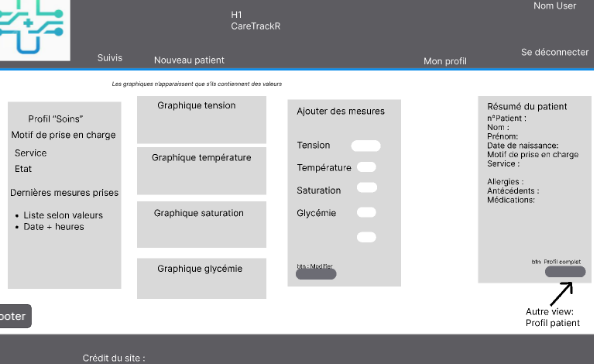 Nom User
H1
CareTrackR
Suivis
Nouveau patient
Mon profil
Se déconnecter
Les graphiques n'apparaissent que s'ils contiennent des valeurs
Profil "Soins"
Motif de prise en charge
Service
Etat
Dernières mesures prises
• Liste selon valeurs
• Date + heures
Graphique tension
Graphique température
Graphique saturation
Graphique glycémie
Ajouter des mesures
Tension
Température
Saturation
Glycémie
btn : Modifier
Résumé du patient
n°Patient :
Nom :
Prénom:
Date de naissance:
Motif de prise en charge
Service :
Allergies :
Antécédents :
Médications:
btn Profil complet
Autre view:
Profil patient
ooter
Crédit du site :